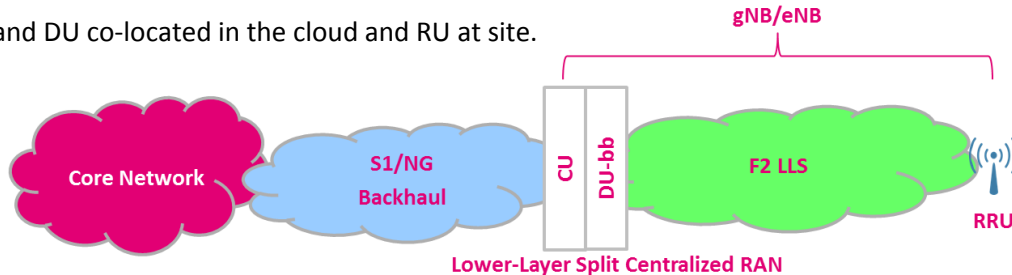 and DU co-located in the cloud and RU at site.
gNB/eNB
Core Network
S1/NG
Backhaul
CU
DU-bb
F2 LLS
RRU
Lower-Layer Split Centralized RAN